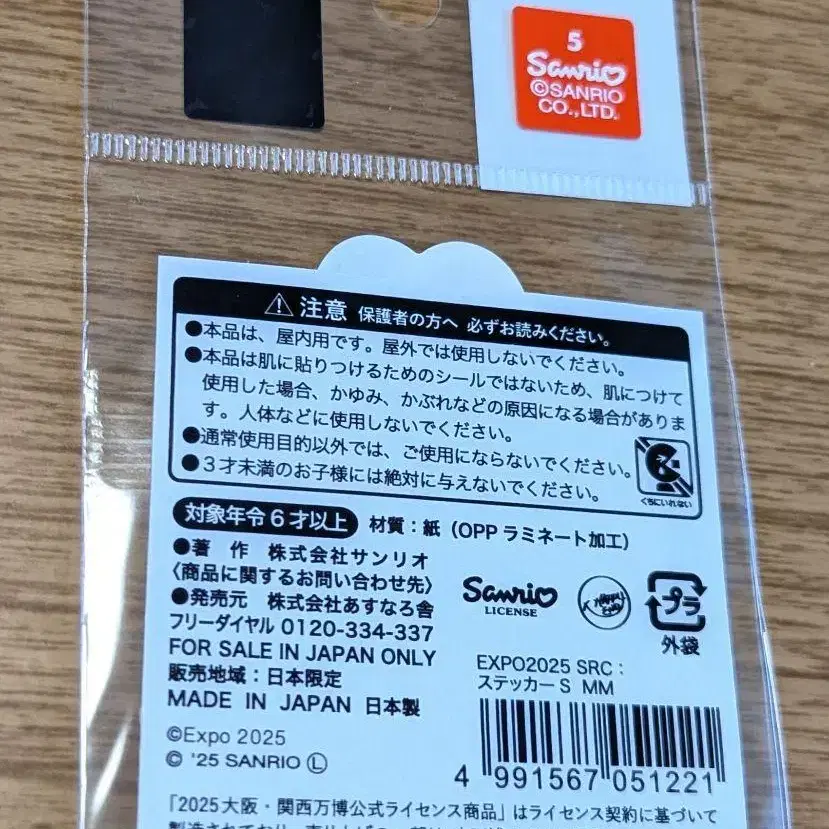 5
Sanrio
©SANRIO
CO.,LTD.
⚠注意 保護者の方へ 必ずお読みください。
●本品は、屋内用です。屋外では使用しないでください。
●本品は肌に貼りつけるためのシールではないため、肌につけて
使用した場合、かゆみ、かぶれなどの原因になる場合がありま
す。人体などに使用しないでください。
●通常使用目的以外では、ご使用にならないでください。
●3才未満のお子様には絶対に与えないでください。
くちにいれない
対象年令6才以上 材質:紙(OPPラミネート加工)
●著 作 株式会社サンリオ
〈商品に関するお問い合わせ先〉
●発売元 株式会社あすなろ舎
フリーダイヤル 0120-334-337
FOR SALE IN JAPAN ONLY
販売地域:日本限定
MADE IN JAPAN 日本製
©Expo 2025
© '25 SANRIO Ⓛ
Sanrio
LICENSE
プラ
外袋
EXPO2025 SRC:
ステッカーS MM
4 991567 051221
「2025大阪・関西万博公式ライセンス商品」はライセンス契約に基づいて